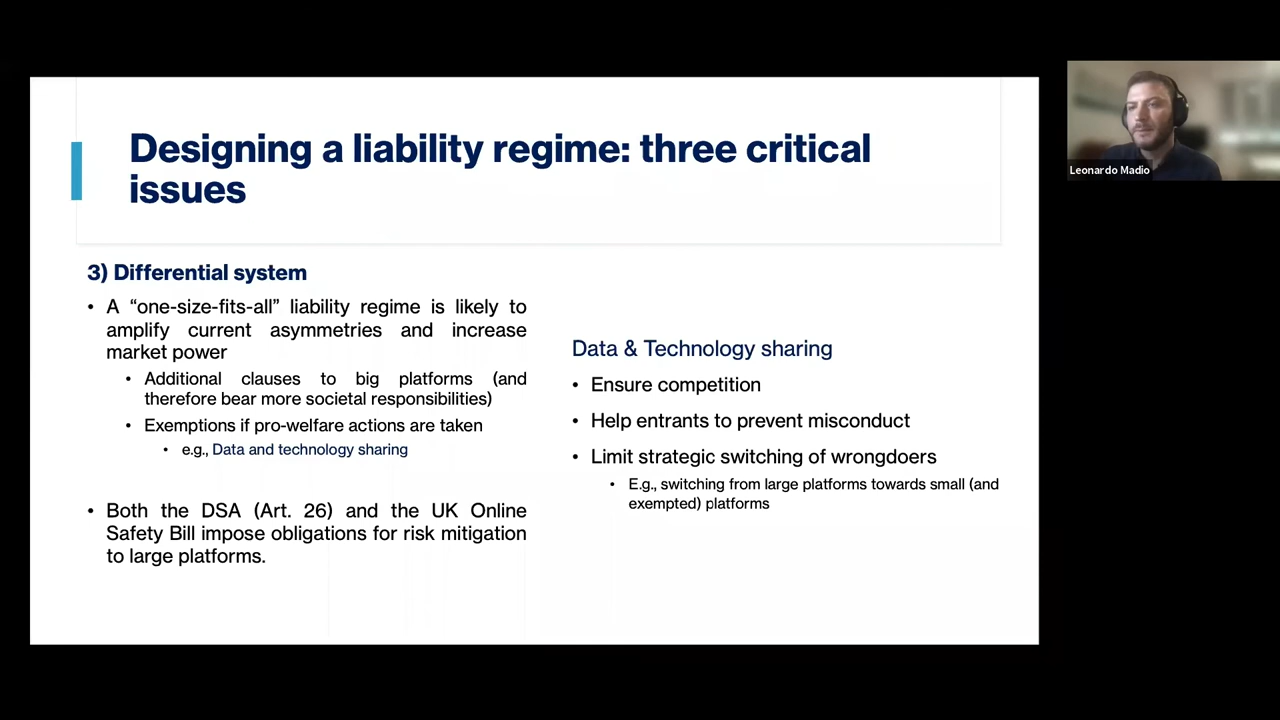 Designing a liability regime: three critical
issues
3) Differential system
• A “one-size-fits-all” liability regime is likely to
amplify current asymmetries and increase
market power
• Additional clauses to big platforms (and
therefore bear more societal responsibilities)
• Exemptions if pro-welfare actions are taken
• e.g., Data and technology sharing
• Both the DSA (Art. 26) and the UK Online
Safety Bill impose obligations for risk mitigation
to large platforms.
Data & Technology sharing
• Ensure competition
• Help entrants to prevent misconduct
• Limit strategic switching of wrongdoers
• E.g., switching from large platforms towards small (and
exempted) platforms
Leonardo Madio